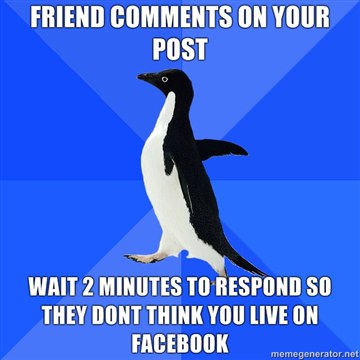 FRIEND COMMENTS ON YOUR
POST
WAIT 2 MINUTES TO RESPOND SO
THEY DONT THINK YOU LIVE ON
FACEBOOK
memegenerator.net